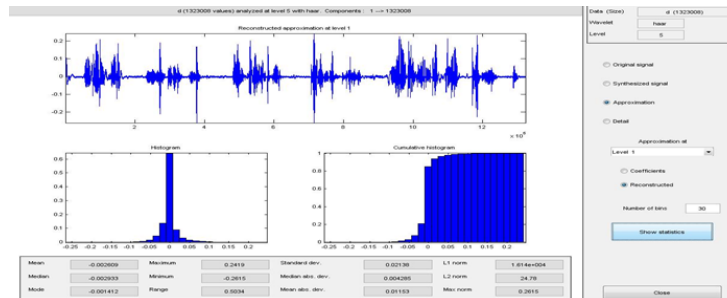 d (1323008 values) analyzed at level 5 with haar. Components : 1 --> 1323008
Reconstructed approximation at level 1
0.2
0.1
0
-0.1
-0.2
2 4 6 8 10 12
Histogram Cumulative histogram
0.6
0.5
0.4
0.3
0.2
0.1
0
1
0.8
0.6
0.4
0.2
0
-0.25 -0.2 -0.15 -0.1 -0.05 0 0.05 0.1 0.15 0.2
-0.25 -0.2 -0.15 -0.1 -0.05 0 0.05 0.1 0.15 0.2
Mean -0.002609 Maximum 0.2419 Standard dev. 0.02136 L1 norm 1.614e+004
Median -0.002933 Minimum -0.2615 Median abs. dev. 0.004285 L2 norm 24.78
Mode -0.001412 Range 0.5034 Mean abs. dev. 0.01153 Max norm 0.2615
Data (Size) d (1323008)
Wavelet haar
Level 5
Original signal
Synthesized signal
Approximation
Detail
Approximation at
Level 1
Coefficients
Reconstructed
Number of bins 30
Show statistics
Close